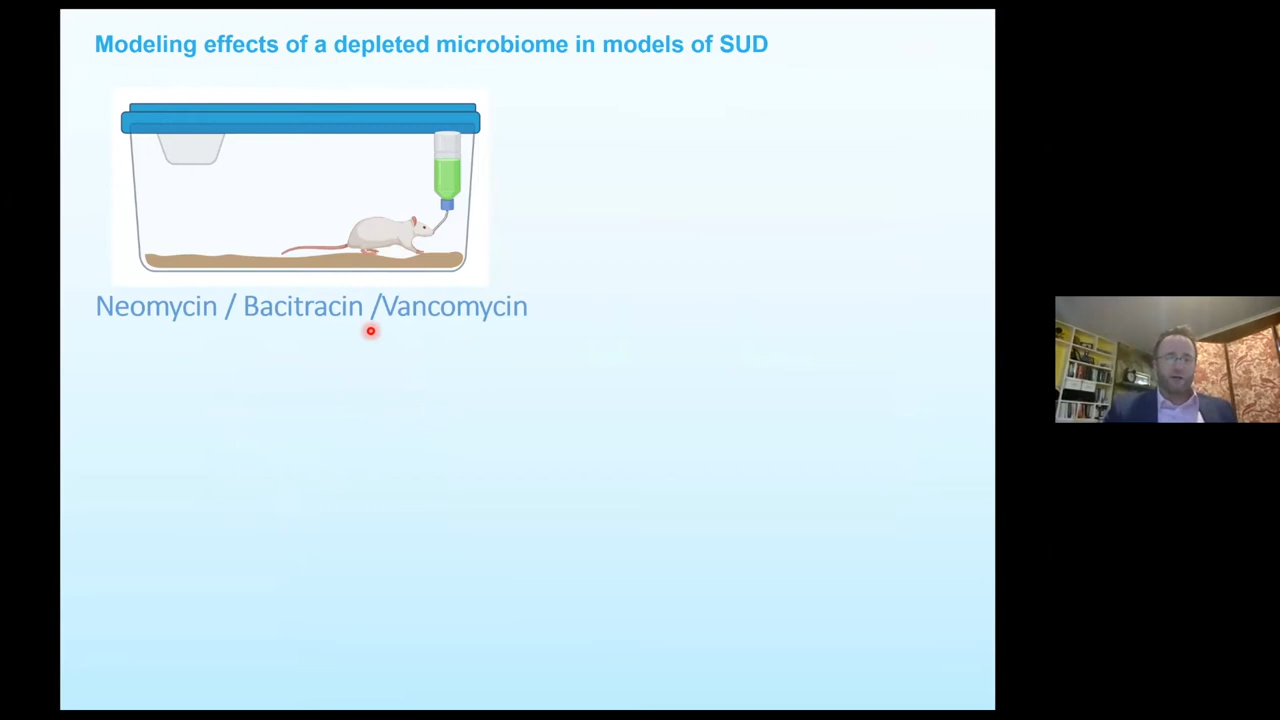 Modeling effects of a depleted microbiome in models of SUD
Neomycin / Bacitracin /Vancomycin